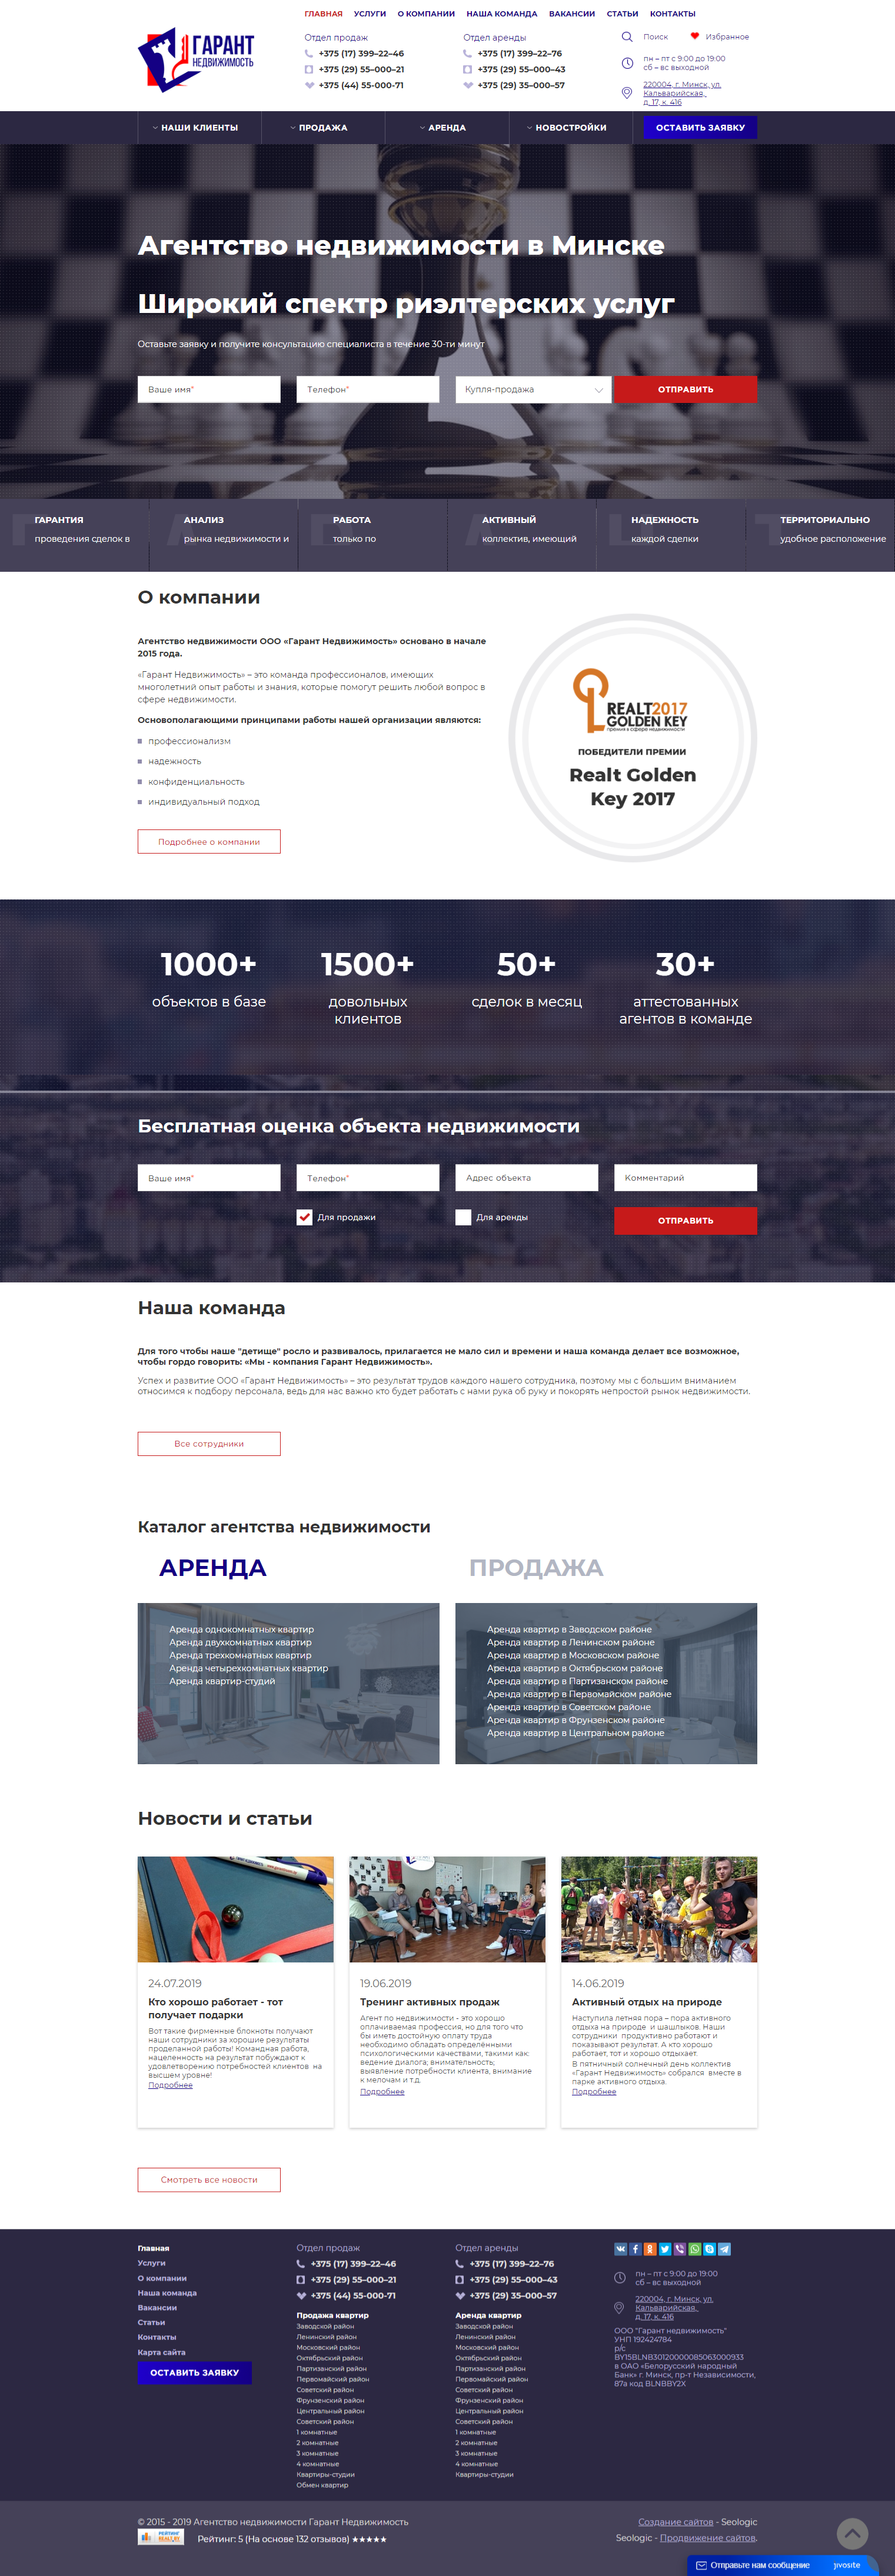 ГЛАВНАЯ УСЛУГИ О КОМПАНИИ НАША КОМАНДА ВАКАНСИИ СТАТЬИ КОНТАКТЫ
ГАРАНТ
НЕДВИЖИМОСТЬ
Отдел продаж
+375 (17) 399–22–46
+375 (29) 55–000–21
+375 (44) 55-000-71
Отдел аренды
+375 (17) 399–22–76
+375 (29) 55–000–43
+375 (29) 35–000–57
Поиск Избранное
пн – пт с 9:00 до 19:00
сб – вс выходной
220004, г. Минск, ул.
Кальварийская,
д. 17, к. 416
НАШИ КЛИЕНТЫ ПРОДАЖА АРЕНДА НОВОСТРОЙКИ ОСТАВИТЬ ЗАЯВКУ
Агентство недвижимости в Минске
Широкий спектр риэлтерских услуг
Оставьте заявку и получите консультацию специалиста в течение 30-ти минут
Ваше имя* Телефон* Купля-продажа ОТПРАВИТЬ
ГАРАНТИЯ
проведения сделок в
АНАЛИЗ
рынка недвижимости и
РАБОТА
только по
АКТИВНЫЙ
коллектив, имеющий
НАДЕЖНОСТЬ
каждой сделки
ТЕРРИТОРИАЛЬНО
удобное расположение
О компании
Агентство недвижимости ООО «Гарант Недвижимость» основано в начале
2015 года.
«Гарант Недвижимость» – это команда профессионалов, имеющих
многолетний опыт работы и знания, которые помогут решить любой вопрос в
сфере недвижимости.
Основополагающими принципами работы нашей организации являются:
профессионализм
надежность
конфиденциальность
индивидуальный подход
Подробнее о компании
REALT2017
GOLDEN KEY
премия в сфере недвижимости
ПОБЕДИТЕЛИ ПРЕМИИ
Realt Golden
Key 2017
1000+
объектов в базе
1500+
довольных
клиентов
50+
сделок в месяц
30+
аттестованных
агентов в команде
Бесплатная оценка объекта недвижимости
Ваше имя* Телефон* Адрес объекта Комментарий
Для продажи Для аренды ОТПРАВИТЬ
Наша команда
Для того чтобы наше "детище" росло и развивалось, прилагается не мало сил и времени и наша команда делает все возможное,
чтобы гордо говорить: «Мы - компания Гарант Недвижимость».
Успех и развитие ООО «Гарант Недвижимость» – это результат трудов каждого нашего сотрудника, поэтому мы с большим вниманием
относимся к подбору персонала, ведь для нас важно кто будет работать с нами рука об руку и покорять непростой рынок недвижимости.
Все сотрудники
Каталог агентства недвижимости
АРЕНДА ПРОДАЖА
Аренда однокомнатных квартир
Аренда двухкомнатных квартир
Аренда трехкомнатных квартир
Аренда четырехкомнатных квартир
Аренда квартир-студий
Аренда квартир в Заводском районе
Аренда квартир в Ленинском районе
Аренда квартир в Московском районе
Аренда квартир в Октябрьском районе
Аренда квартир в Партизанском районе
Аренда квартир в Первомайском районе
Аренда квартир в Советском районе
Аренда квартир в Фрунзенском районе
Аренда квартир в Центральном районе
Новости и статьи
24.07.2019
Кто хорошо работает - тот
получает подарки
Вот такие фирменные блокноты получают
наши сотрудники за хорошие результаты
проделанной работы! Командная работа,
нацеленность на результат побуждают к
удовлетворению потребностей клиентов на
высшем уровне!
Подробнее
19.06.2019
Тренинг активных продаж
Агент по недвижимости - это хорошо
оплачиваемая профессия, но для того что
бы иметь достойную оплату труда
необходимо обладать определёнными
психологическими качествами, такими как:
ведение диалога; внимательность;
выявление потребности клиента, внимание
к мелочам и т.д.
Подробнее
14.06.2019
Активный отдых на природе
Наступила летняя пора – пора активного
отдыха на природе и шашлыков. Наши
сотрудники продуктивно работают и
показывают результат. А кто хорошо
работает, тот и хорошо отдыхает.
В пятничный солнечный день коллектив
«Гарант Недвижимость» собрался вместе в
парке активного отдыха.
Подробнее
Смотреть все новости
Главная
Услуги
О компании
Наша команда
Вакансии
Статьи
Контакты
Карта сайта
ОСТАВИТЬ ЗАЯВКУ
Отдел продаж
+375 (17) 399–22–46
+375 (29) 55–000–21
+375 (44) 55-000-71
Продажа квартир
Заводской район
Ленинский район
Московский район
Октябрьский район
Партизанский район
Первомайский район
Советский район
Фрунзенский район
Центральный район
Советский район
1 комнатные
2 комнатные
3 комнатные
4 комнатные
Квартиры-студии
Обмен квартир
Отдел аренды
+375 (17) 399–22–76
+375 (29) 55–000–43
+375 (29) 35–000–57
Аренда квартир
Заводской район
Ленинский район
Московский район
Октябрьский район
Партизанский район
Первомайский район
Советский район
Фрунзенский район
Центральный район
Советский район
1 комнатные
2 комнатные
3 комнатные
4 комнатные
Квартиры-студии
пн – пт с 9:00 до 19:00
сб – вс выходной
220004, г. Минск, ул.
Кальварийская,
д. 17, к. 416
ООО "Гарант недвижимость"
УНП 192424784
р/с
BY15BLNB30120000085063000933
в ОАО «Белорусский народный
Банк» г. Минск, пр-т Независимости,
87а код BLNBBY2X
© 2015 - 2019 Агентство недвижимости Гарант Недвижимость
Рейтинг: 5 (На основе 132 отзывов) ★★★★★
Создание сайтов - Seologic
Seologic - Продвижение сайтов.
Отправьте нам сообщение jivosite